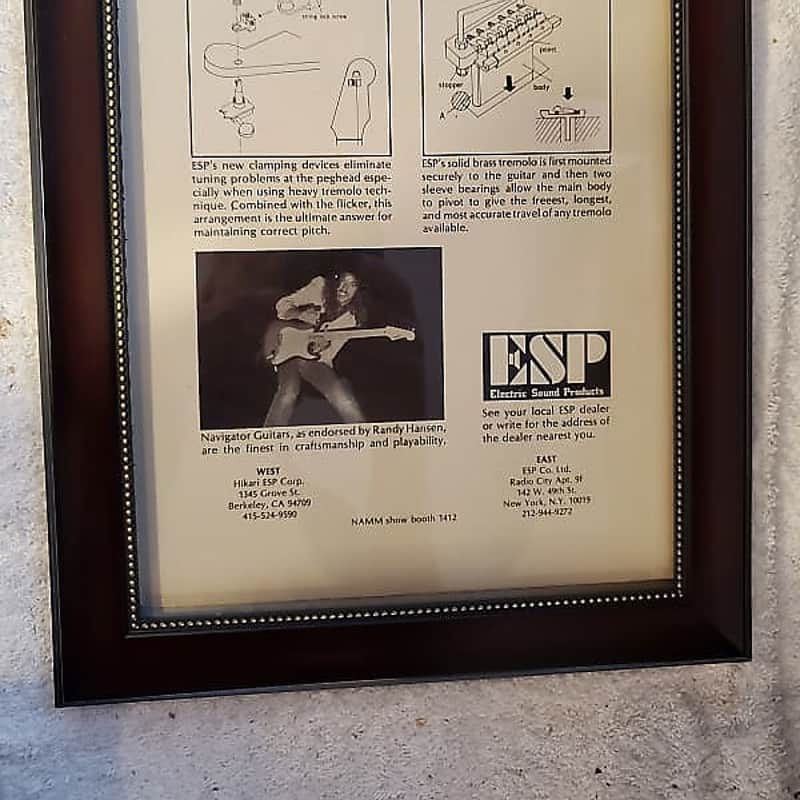 string lock screw
stopper
point
body
A
ESP's new clamping devices eliminate
tuning problems at the peghead espe-
cially when using heavy tremolo tech-
nique. Combined with the flicker, this
arrangement is the ultimate answer for
maintaining correct pitch.
ESP's solid brass tremolo is first mounted
securely to the guitar and then two
sleeve bearings allow the main body
to pivot to give the freeest, longest,
and most accurate travel of any tremolo
available.
Navigator Guitars, as endorsed by Randy Hansen,
are the finest in craftsmanship and playability.
ESP
Electric Sound Products
See your local ESP dealer
or write for the address of
the dealer nearest you.
WEST
Hikari ESP Corp.
1345 Grove St.
Berkeley, CA 94709
415-524-9590
NAMM show booth 1412
EAST
ESP Co. Ltd.
Radio City Apt. 9f
142 W. 49th St.
New York, N.Y. 10019
212-944-9272